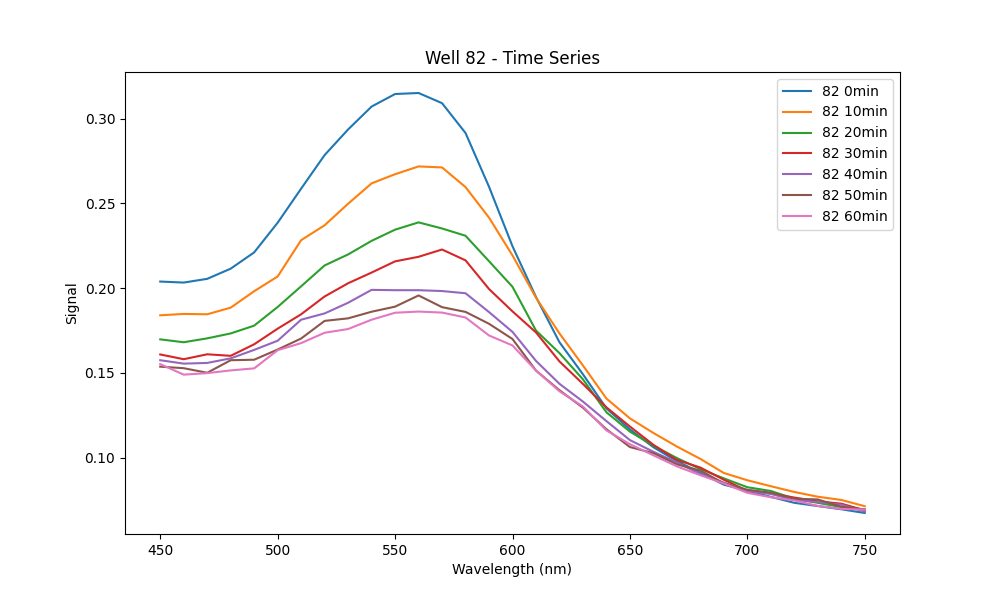 Well 82 - Time Series
82 0min
82 10min
82 20min
82 30min
82 40min
82 50min
82 60min
Signal
0.30
0.25
0.20
0.15
0.10
450 500 550 600 650 700 750
Wavelength (nm)